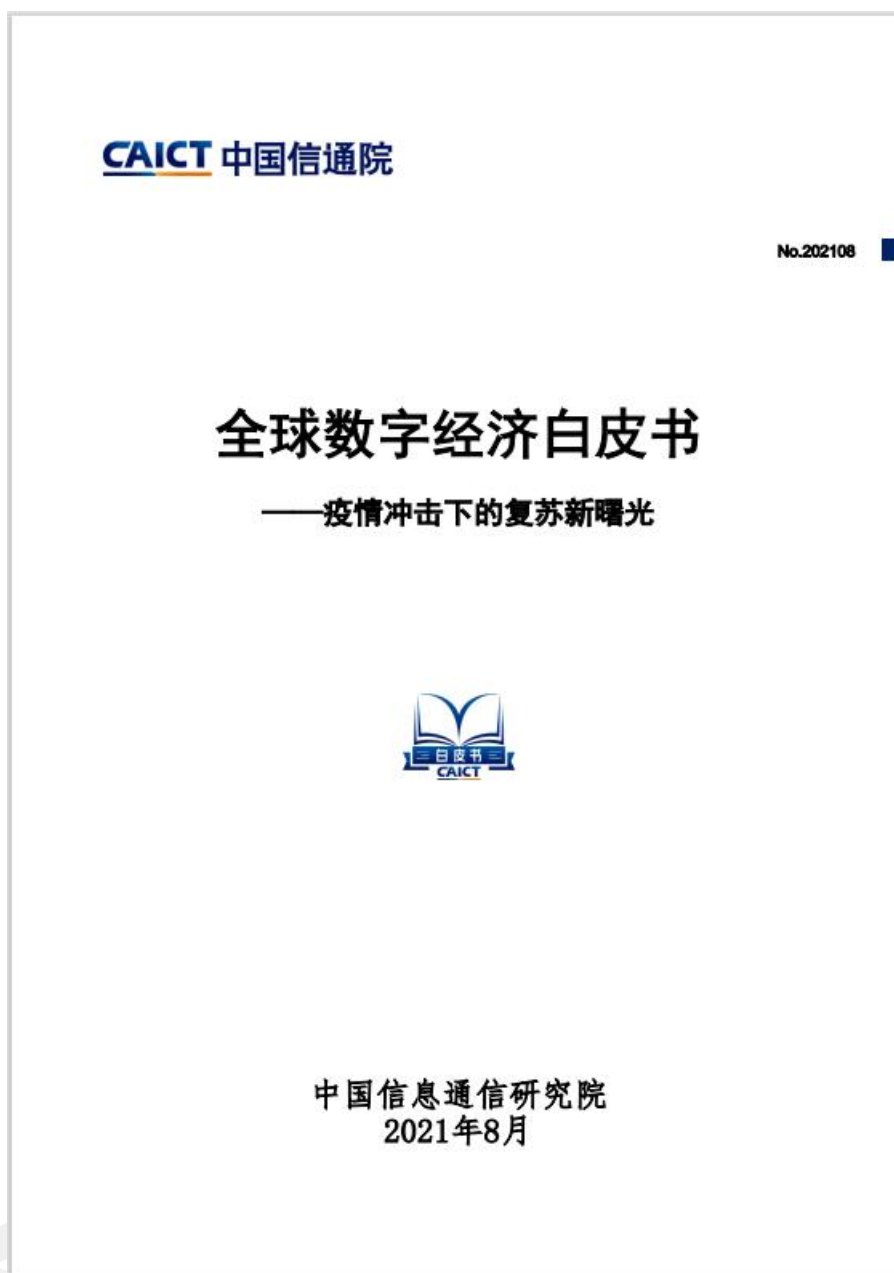 CAICT 中国信通院
No.202108
全球数字经济白皮书
——疫情冲击下的复苏新曙光
白皮书
CAICT
中国信息通信研究院
2021年8月